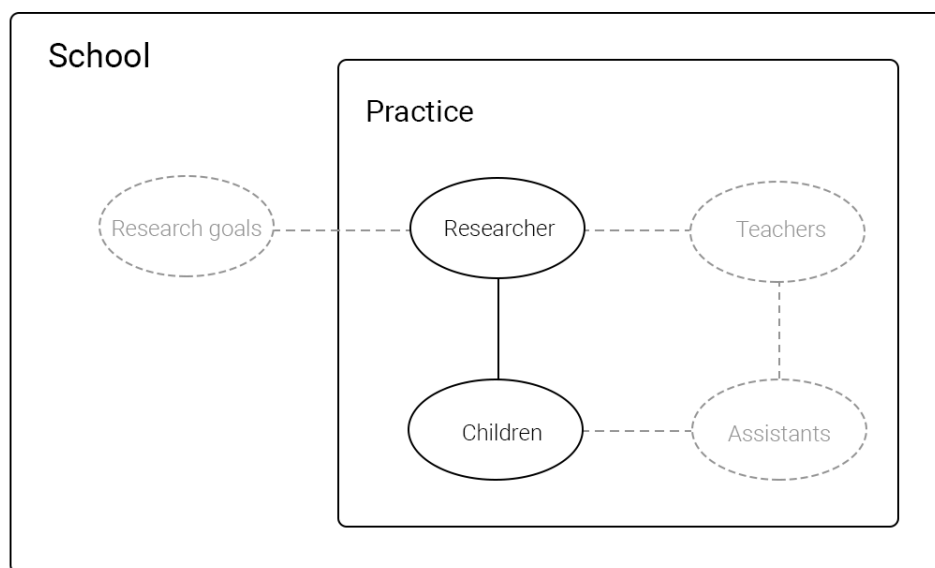 School
Practice
Research goals
Researcher
Teachers
Children
Assistants